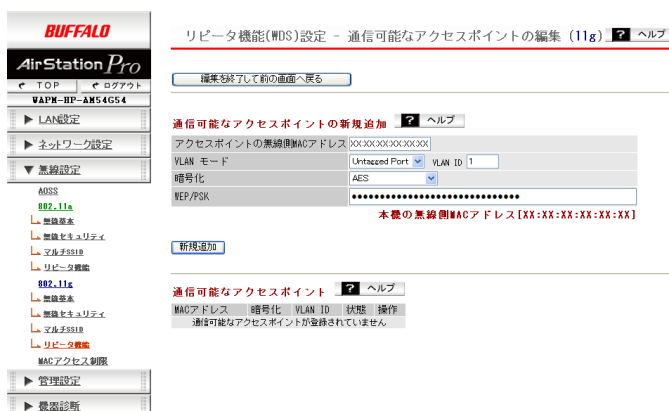 BUFFALO
AirStation Pro
TOP ログアウト
WAPM-HP-AM54G54
LAN設定
ネットワーク設定
無線設定
AOSS
802.11a
無線基本
無線セキュリティ
マルチSSID
リピータ機能
802.11g
無線基本
無線セキュリティ
マルチSSID
リピータ機能
MACアクセス制限
管理設定
機器診断
リピータ機能(WDS)設定 - 通信可能なアクセスポイントの編集 (11g) ? ヘルプ
編集を終了して前の画面へ戻る
通信可能なアクセスポイントの新規追加 ? ヘルプ
アクセスポイントの無線側MACアドレス XX:XX:XX:XX:XX:XX
VLAN モード Untagged Port VLAN ID 1
暗号化 AES
WEP/PSK ●●●●●●●●●●●●●●●●●●●●●●●●●●●●●●
本機の無線側MACアドレス[XX:XX:XX:XX:XX:XX]
新規追加
通信可能なアクセスポイント ? ヘルプ
MACアドレス 暗号化 VLAN ID 状態 操作
通信可能なアクセスポイントが登録されていません